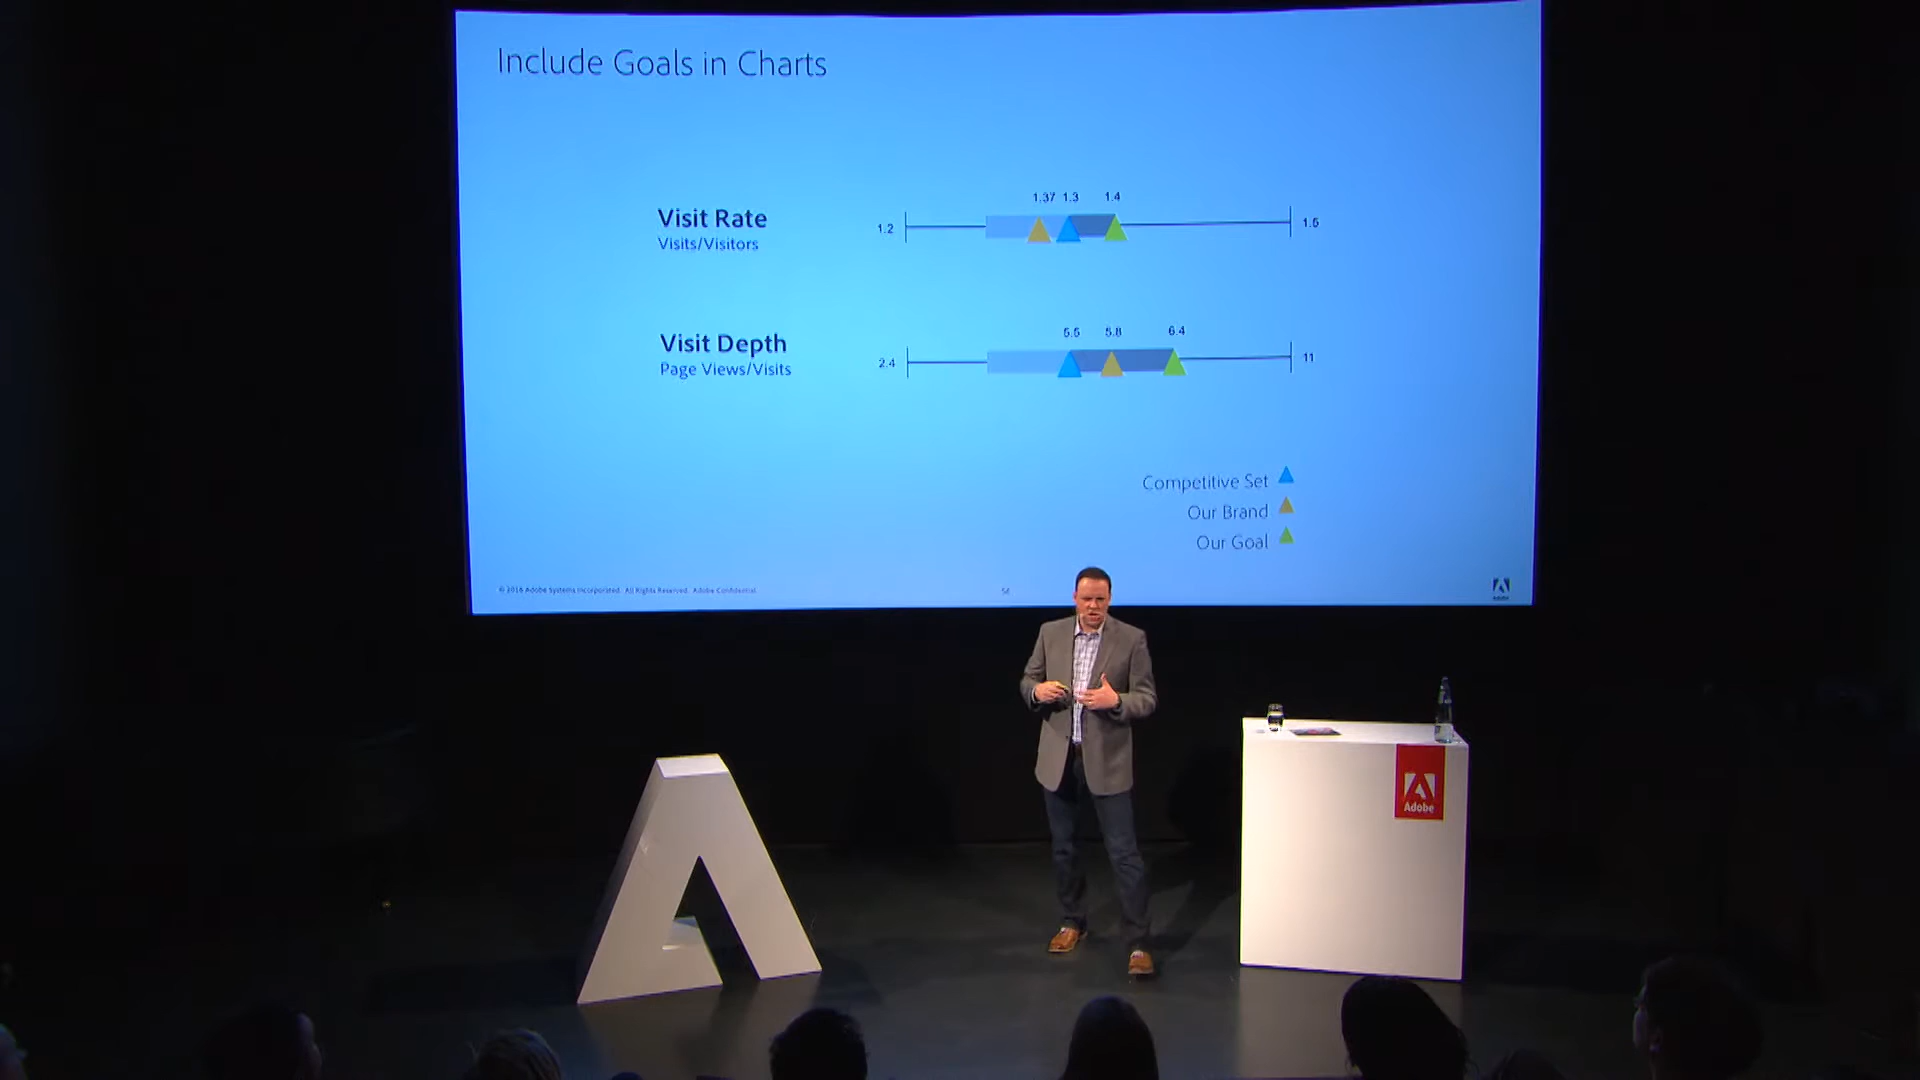 Include Goals in Charts
1.37 1.3 1.4
Visit Rate
Visits/Visitors
1.2
1.5
5.5 5.8 6.4
Visit Depth
Page Views/Visits
2.4
11
Competitive Set
Our Brand
Our Goal
© 2016 Adobe Systems Incorporated. All Rights Reserved. Adobe Confidential.
Adobe
Adobe